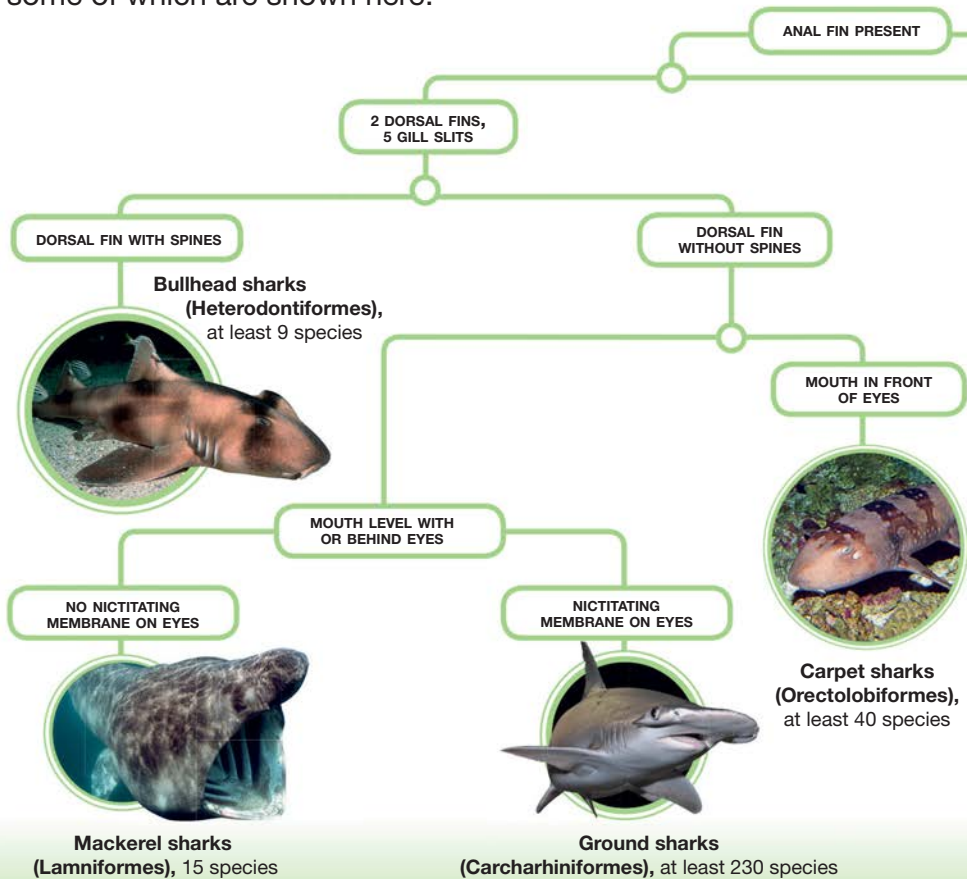 some of which are shown here.
ANAL FIN PRESENT
2 DORSAL FINS,
5 GILL SLITS
DORSAL FIN WITH SPINES
DORSAL FIN
WITHOUT SPINES
Bullhead sharks
(Heterodontiformes),
at least 9 species
MOUTH IN FRONT
OF EYES
MOUTH LEVEL WITH
OR BEHIND EYES
NO NICTITATING
MEMBRANE ON EYES
NICTITATING
MEMBRANE ON EYES
Carpet sharks
(Orectolobiformes),
at least 40 species
Mackerel sharks
(Lamniformes), 15 species
Ground sharks
(Carcharhiniformes), at least 230 species